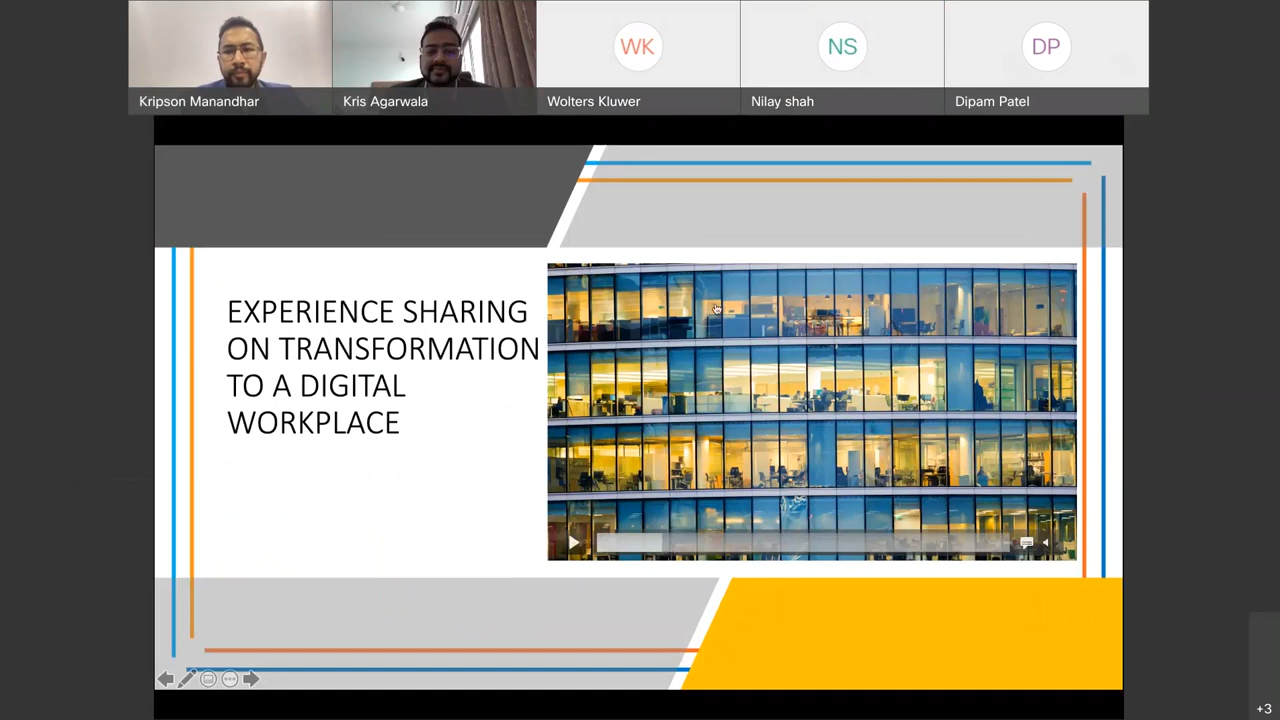 WK
NS
DP
Kripson Manandhar
Kris Agarwala
Wolters Kluwer
Nilay shah
Dipam Patel
EXPERIENCE SHARING
ON TRANSFORMATION
TO A DIGITAL
WORKPLACE
+3